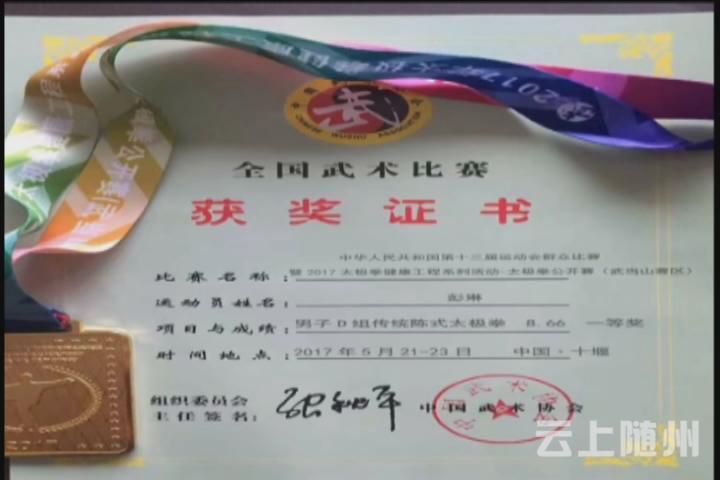 武
CHINESE WUSHU ASSOCIATION
全国武术比赛
获奖证书
中华人民共和国第十三届运动会群众比赛
比赛名称：暨2017太极拳健康工程系列活动-太极拳公开赛（武当山赛区）
运动员姓名：彭琳
项目与成绩：男子D组传统陈式太极拳 8.66 一等奖
时间地点：2017年5月21-23日 中国·十堰
组织委员会
主任签名：
中国武术协会
云上随州